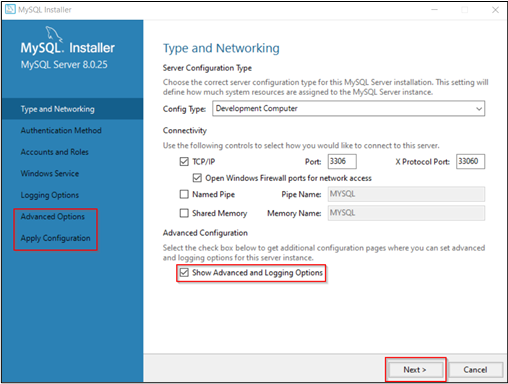 MySQL Installer
MySQL. Installer
MySQL Server 8.0.25
Type and Networking
Authentication Method
Accounts and Roles
Windows Service
Logging Options
Advanced Options
Apply Configuration
Type and Networking
Server Configuration Type
Choose the correct server configuration type for this MySQL Server installation. This setting will
define how much system resources are assigned to the MySQL Server instance.
Config Type: Development Computer
Connectivity
Use the following controls to select how you would like to connect to this server.
TCP/IP Port: 3306 X Protocol Port: 33060
Open Windows Firewall ports for network access
Named Pipe Pipe Name: MYSQL
Shared Memory Memory Name: MYSQL
Advanced Configuration
Select the check box below to get additional configuration pages where you can set advanced
and logging options for this server instance.
Show Advanced and Logging Options
Next > Cancel